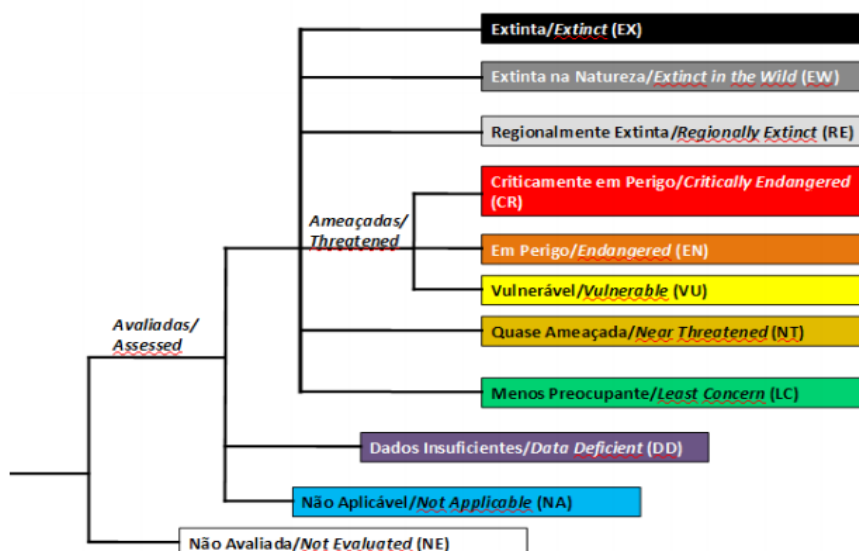 Extinta/Extinct (EX)
Extinta na Natureza/Extinct in the Wild (EW)
Regionalmente Extinta/Regionally Extinct (RE)
Criticamente em Perigo/Critically Endangered
(CR)
Ameaçadas/
Threatened
Em Perigo/Endangered (EN)
Vulnerável/Vulnerable (VU)
Avaliadas/
Assessed
Quase Ameaçada/Near Threatened (NT)
Menos Preocupante/Least Concern (LC)
Dados Insuficientes/Data Deficient (DD)
Não Aplicável/Not Applicable (NA)
Não Avaliada/Not Evaluated (NE)